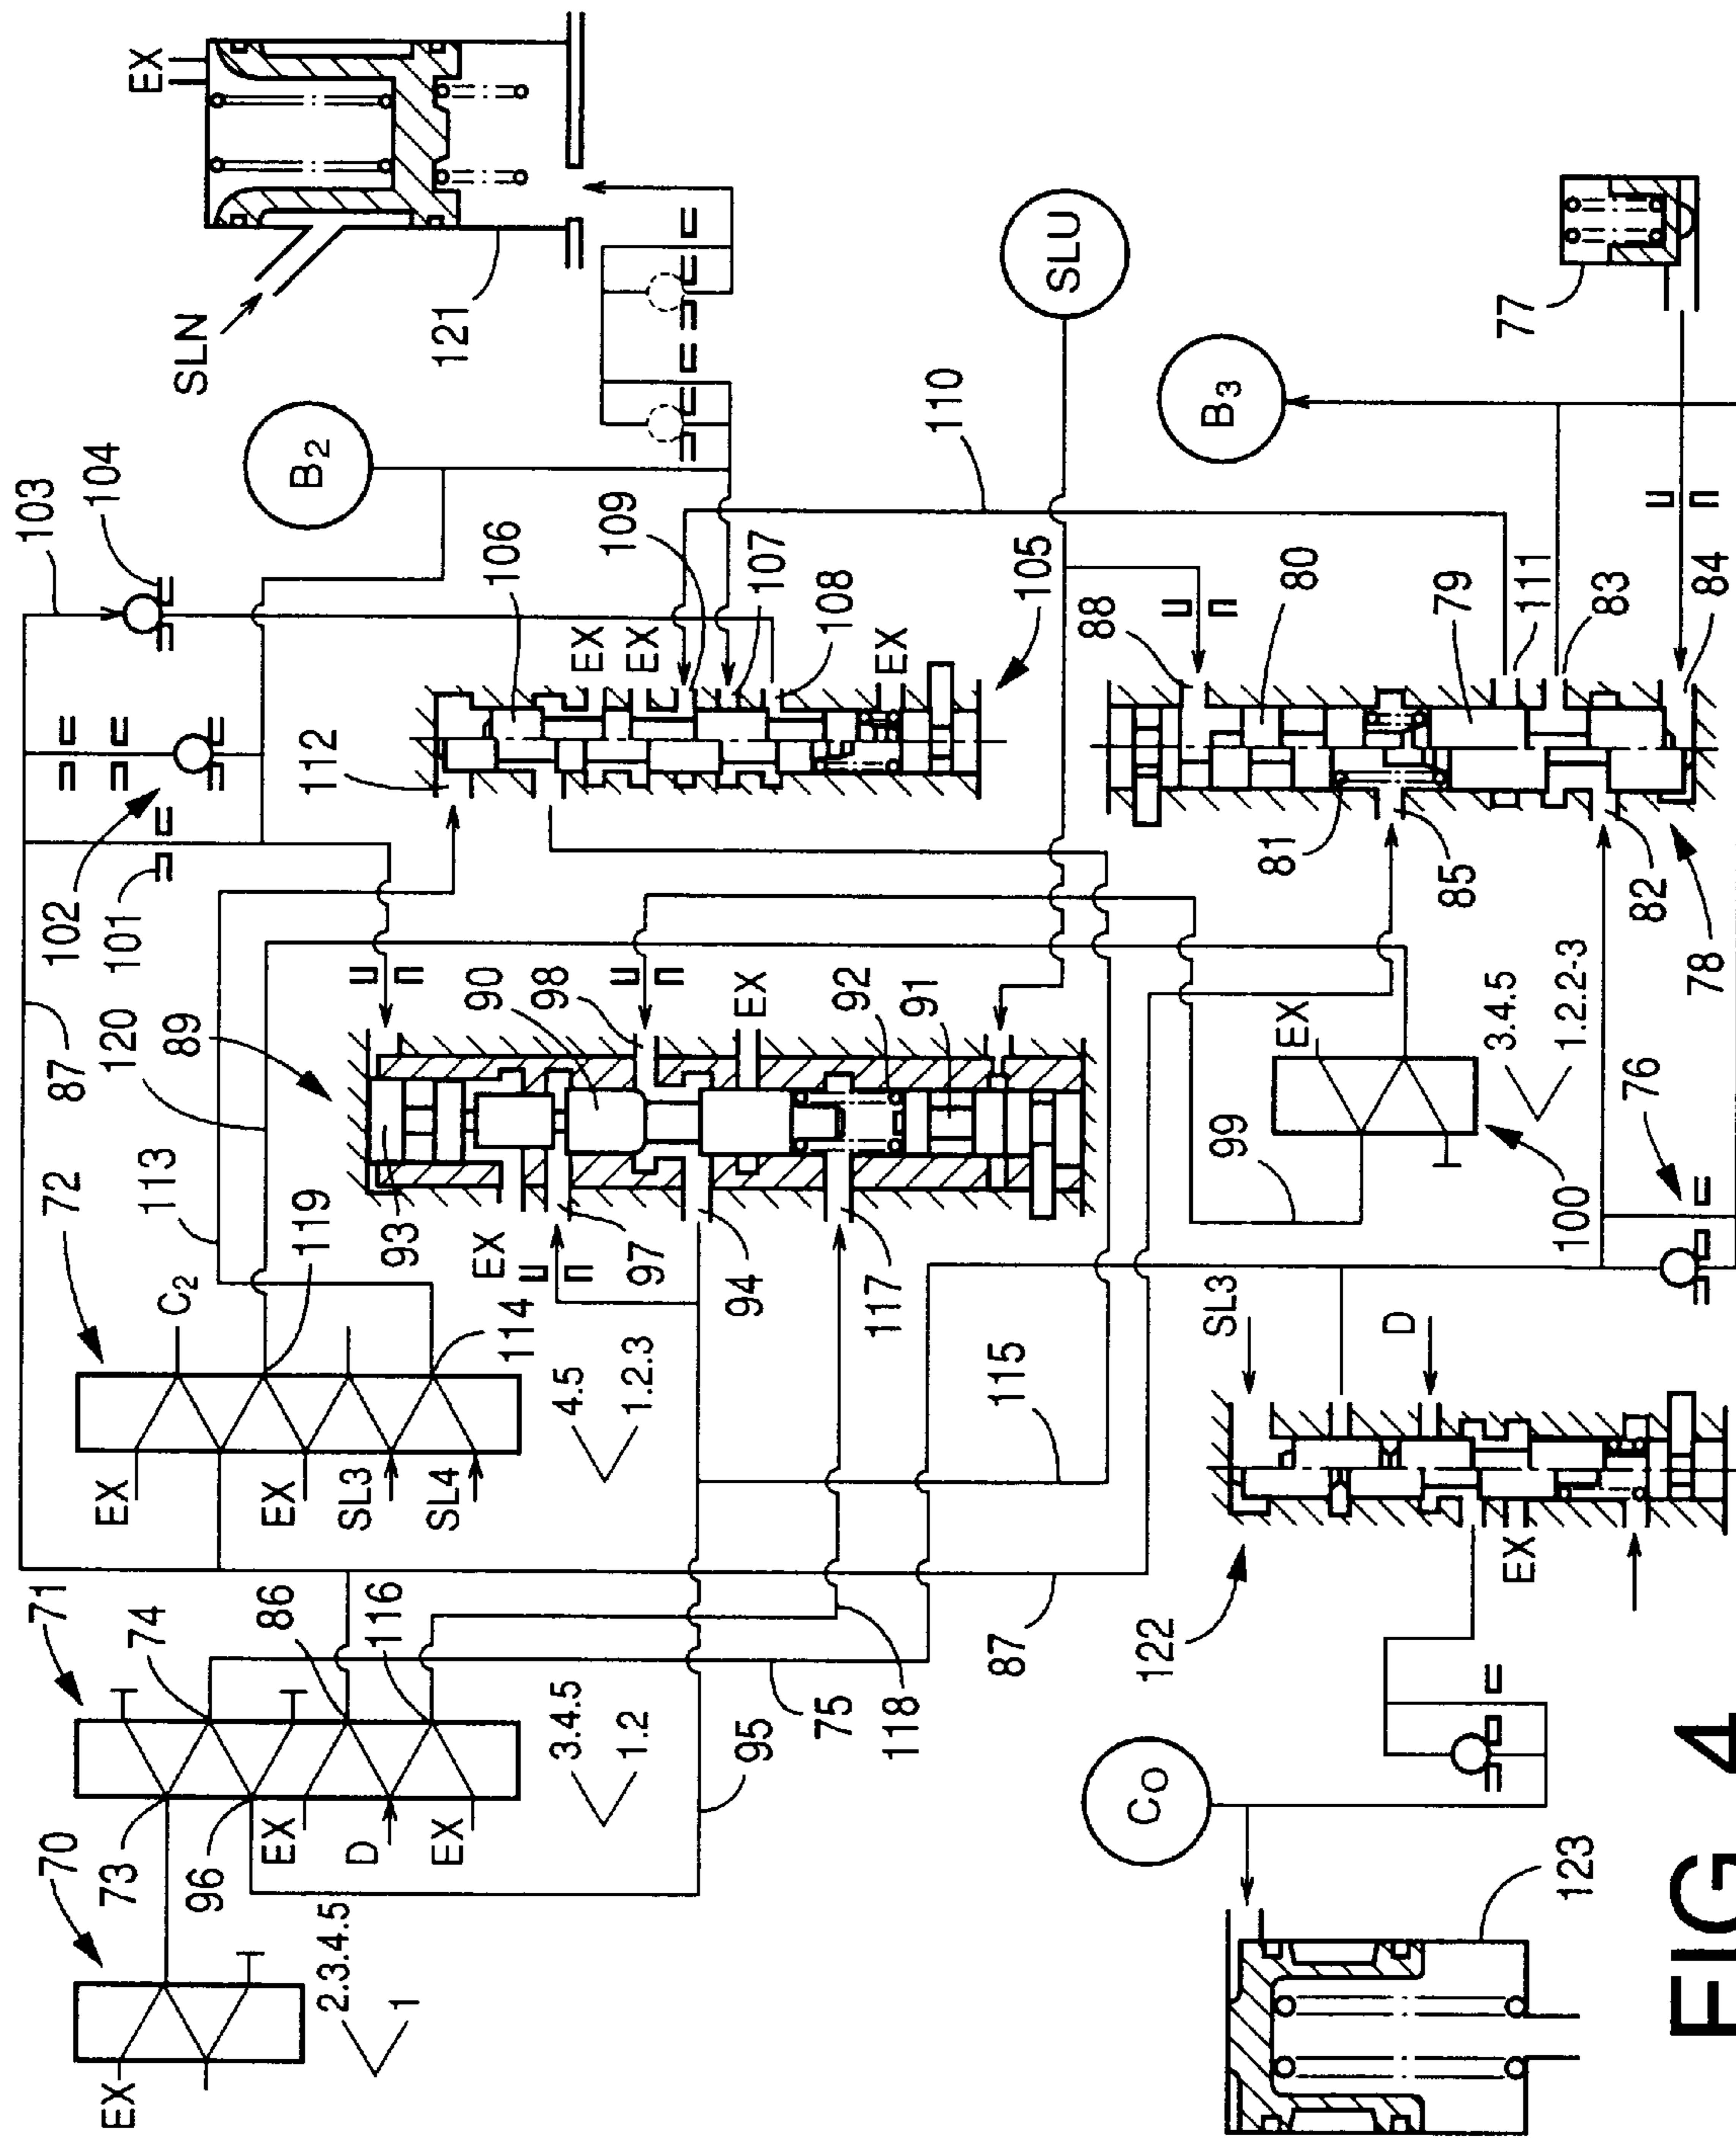 70
71
72
113
120
87
102
101
103
104
EX
EX
73
74
96
86
116
EX
D
EX
2.3.4.5
1
3.4.5
1.2
95
75
118
87
EX
C2
119
EX
SL3
SL4
114
4.5
1.2.3
115
89
93
EX
97
94
117
90
98
EX
92
91
112
106
EX
EX
109
107
108
EX
105
B2
SLN
121
110
SLU
B3
77
88
80
79
111
83
84
81
85
82
78
99
EX
3.4.5
1.2.2-3
100
76
SL3
D
EX
122
C0
123
FIG. 4